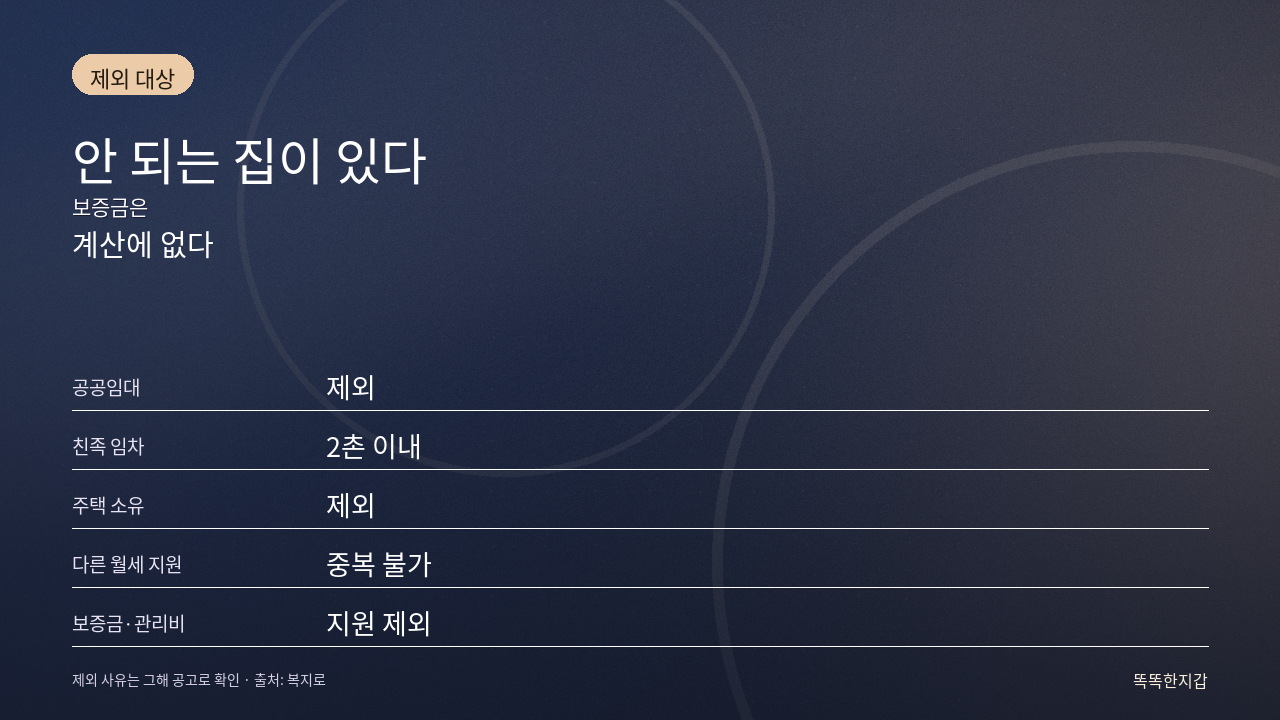 제외 대상
안 되는 집이 있다
보증금은
계산에 없다
공공임대 제외
친족 임차 2촌 이내
주택 소유 제외
다른 월세 지원 중복 불가
보증금·관리비 지원 제외
제외 사유는 그해 공고로 확인 · 출처: 복지로
똑똑한지갑